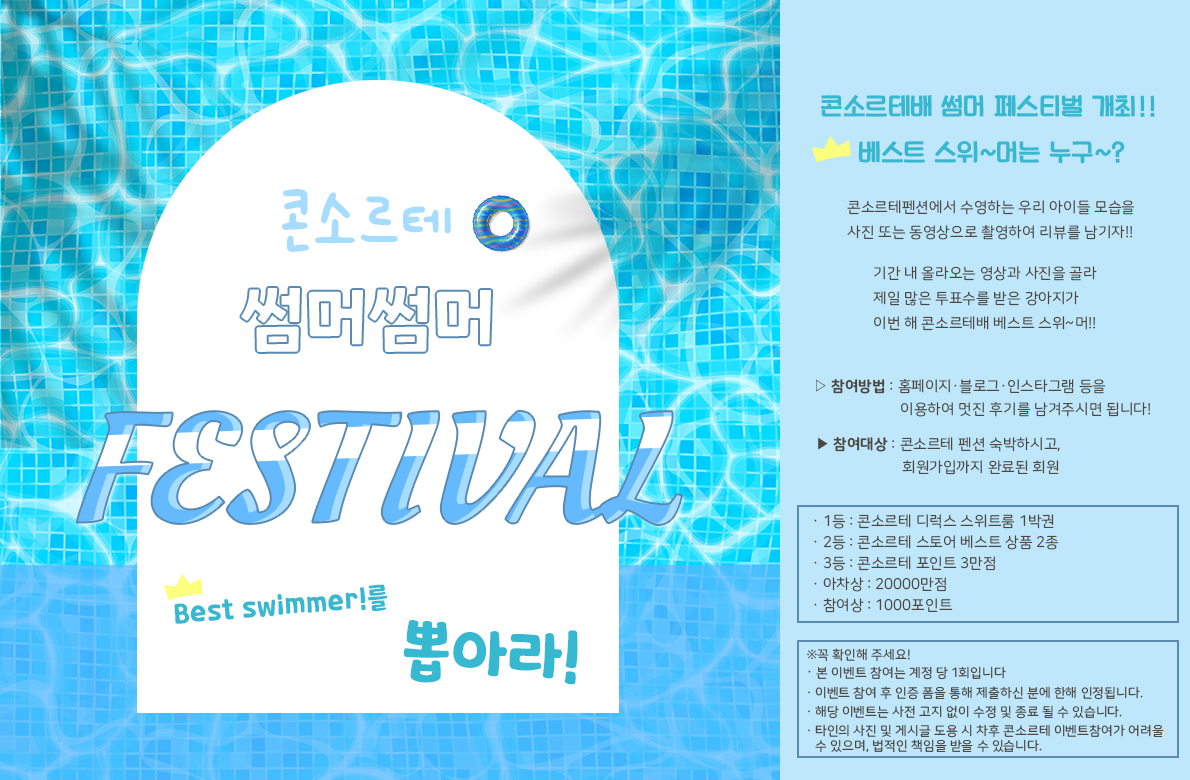 콘소르테
썸머썸머
FESTIVAL
Best swimmer!를
뽑아라!
콘소르테배 썸머 페스티벌 개최!!
베스트 스위~머는 누구~?
콘소르테펜션에서 수영하는 우리 아이들 모습을
사진 또는 동영상으로 촬영하여 리뷰를 남기자!!
기간 내 올라오는 영상과 사진을 골라
제일 많은 투표수를 받은 강아지가
이번 해 콘소르테배 베스트 스위~머!!
▷ 참여방법 : 홈페이지·블로그·인스타그램 등을
이용하여 멋진 후기를 남겨주시면 됩니다!
▶ 참여대상 : 콘소르테 펜션 숙박하시고,
회원가입까지 완료된 회원
· 1등 : 콘소르테 디럭스 스위트룸 1박권
· 2등 : 콘소르테 스토어 베스트 상품 2종
· 3등 : 콘소르테 포인트 3만점
· 아차상 : 20000만점
· 참여상 : 1000포인트
※꼭 확인해 주세요!
· 본 이벤트 참여는 계정 당 1회입니다
· 이벤트 참여 후 인증 폼을 통해 제출하신 분에 한해 인정됩니다.
· 해당 이벤트는 사전 고지 없이 수정 및 종료 될 수 있습니다.
· 타인의 사진 및 게시글 도용 시 차후 콘소르테 이벤트참여가 어려울
수 있으며, 법적인 책임을 받을 수 있습니다.